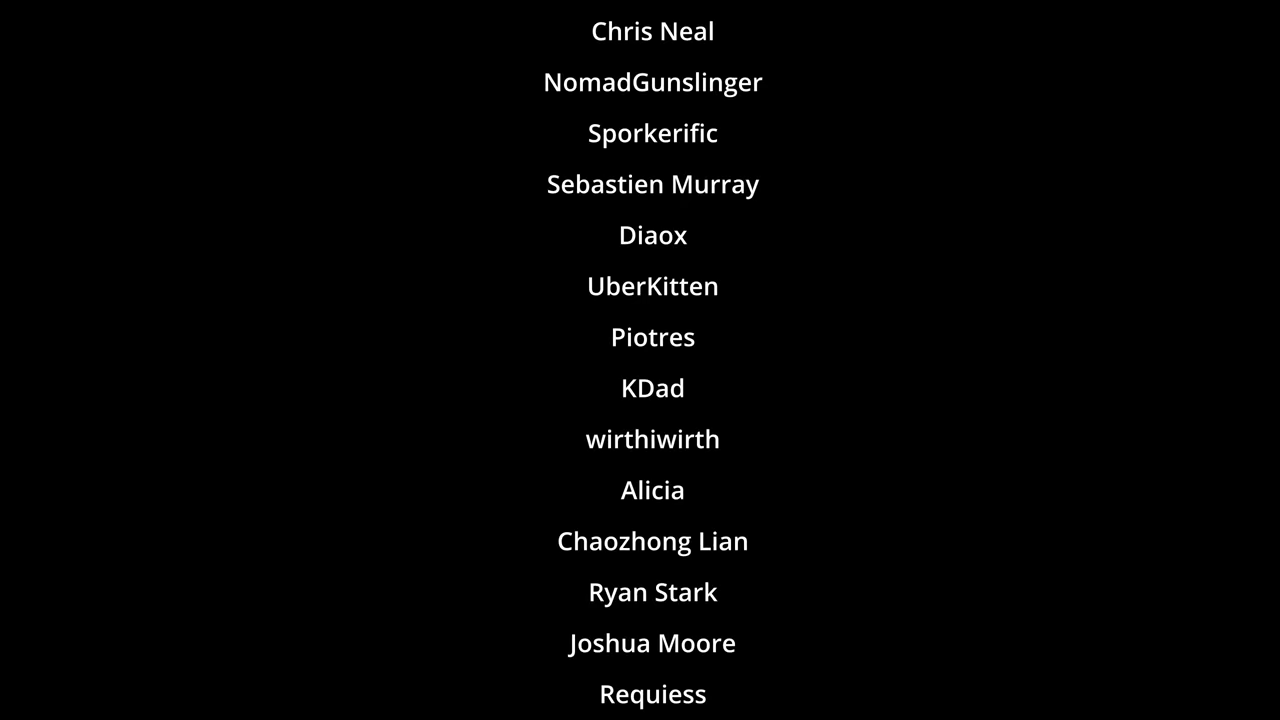 Chris Neal
NomadGunslinger
Sporkerific
Sebastien Murray
Diaox
UberKitten
Piotres
KDad
wirthiwirth
Alicia
Chaozhong Lian
Ryan Stark
Joshua Moore
Requiess